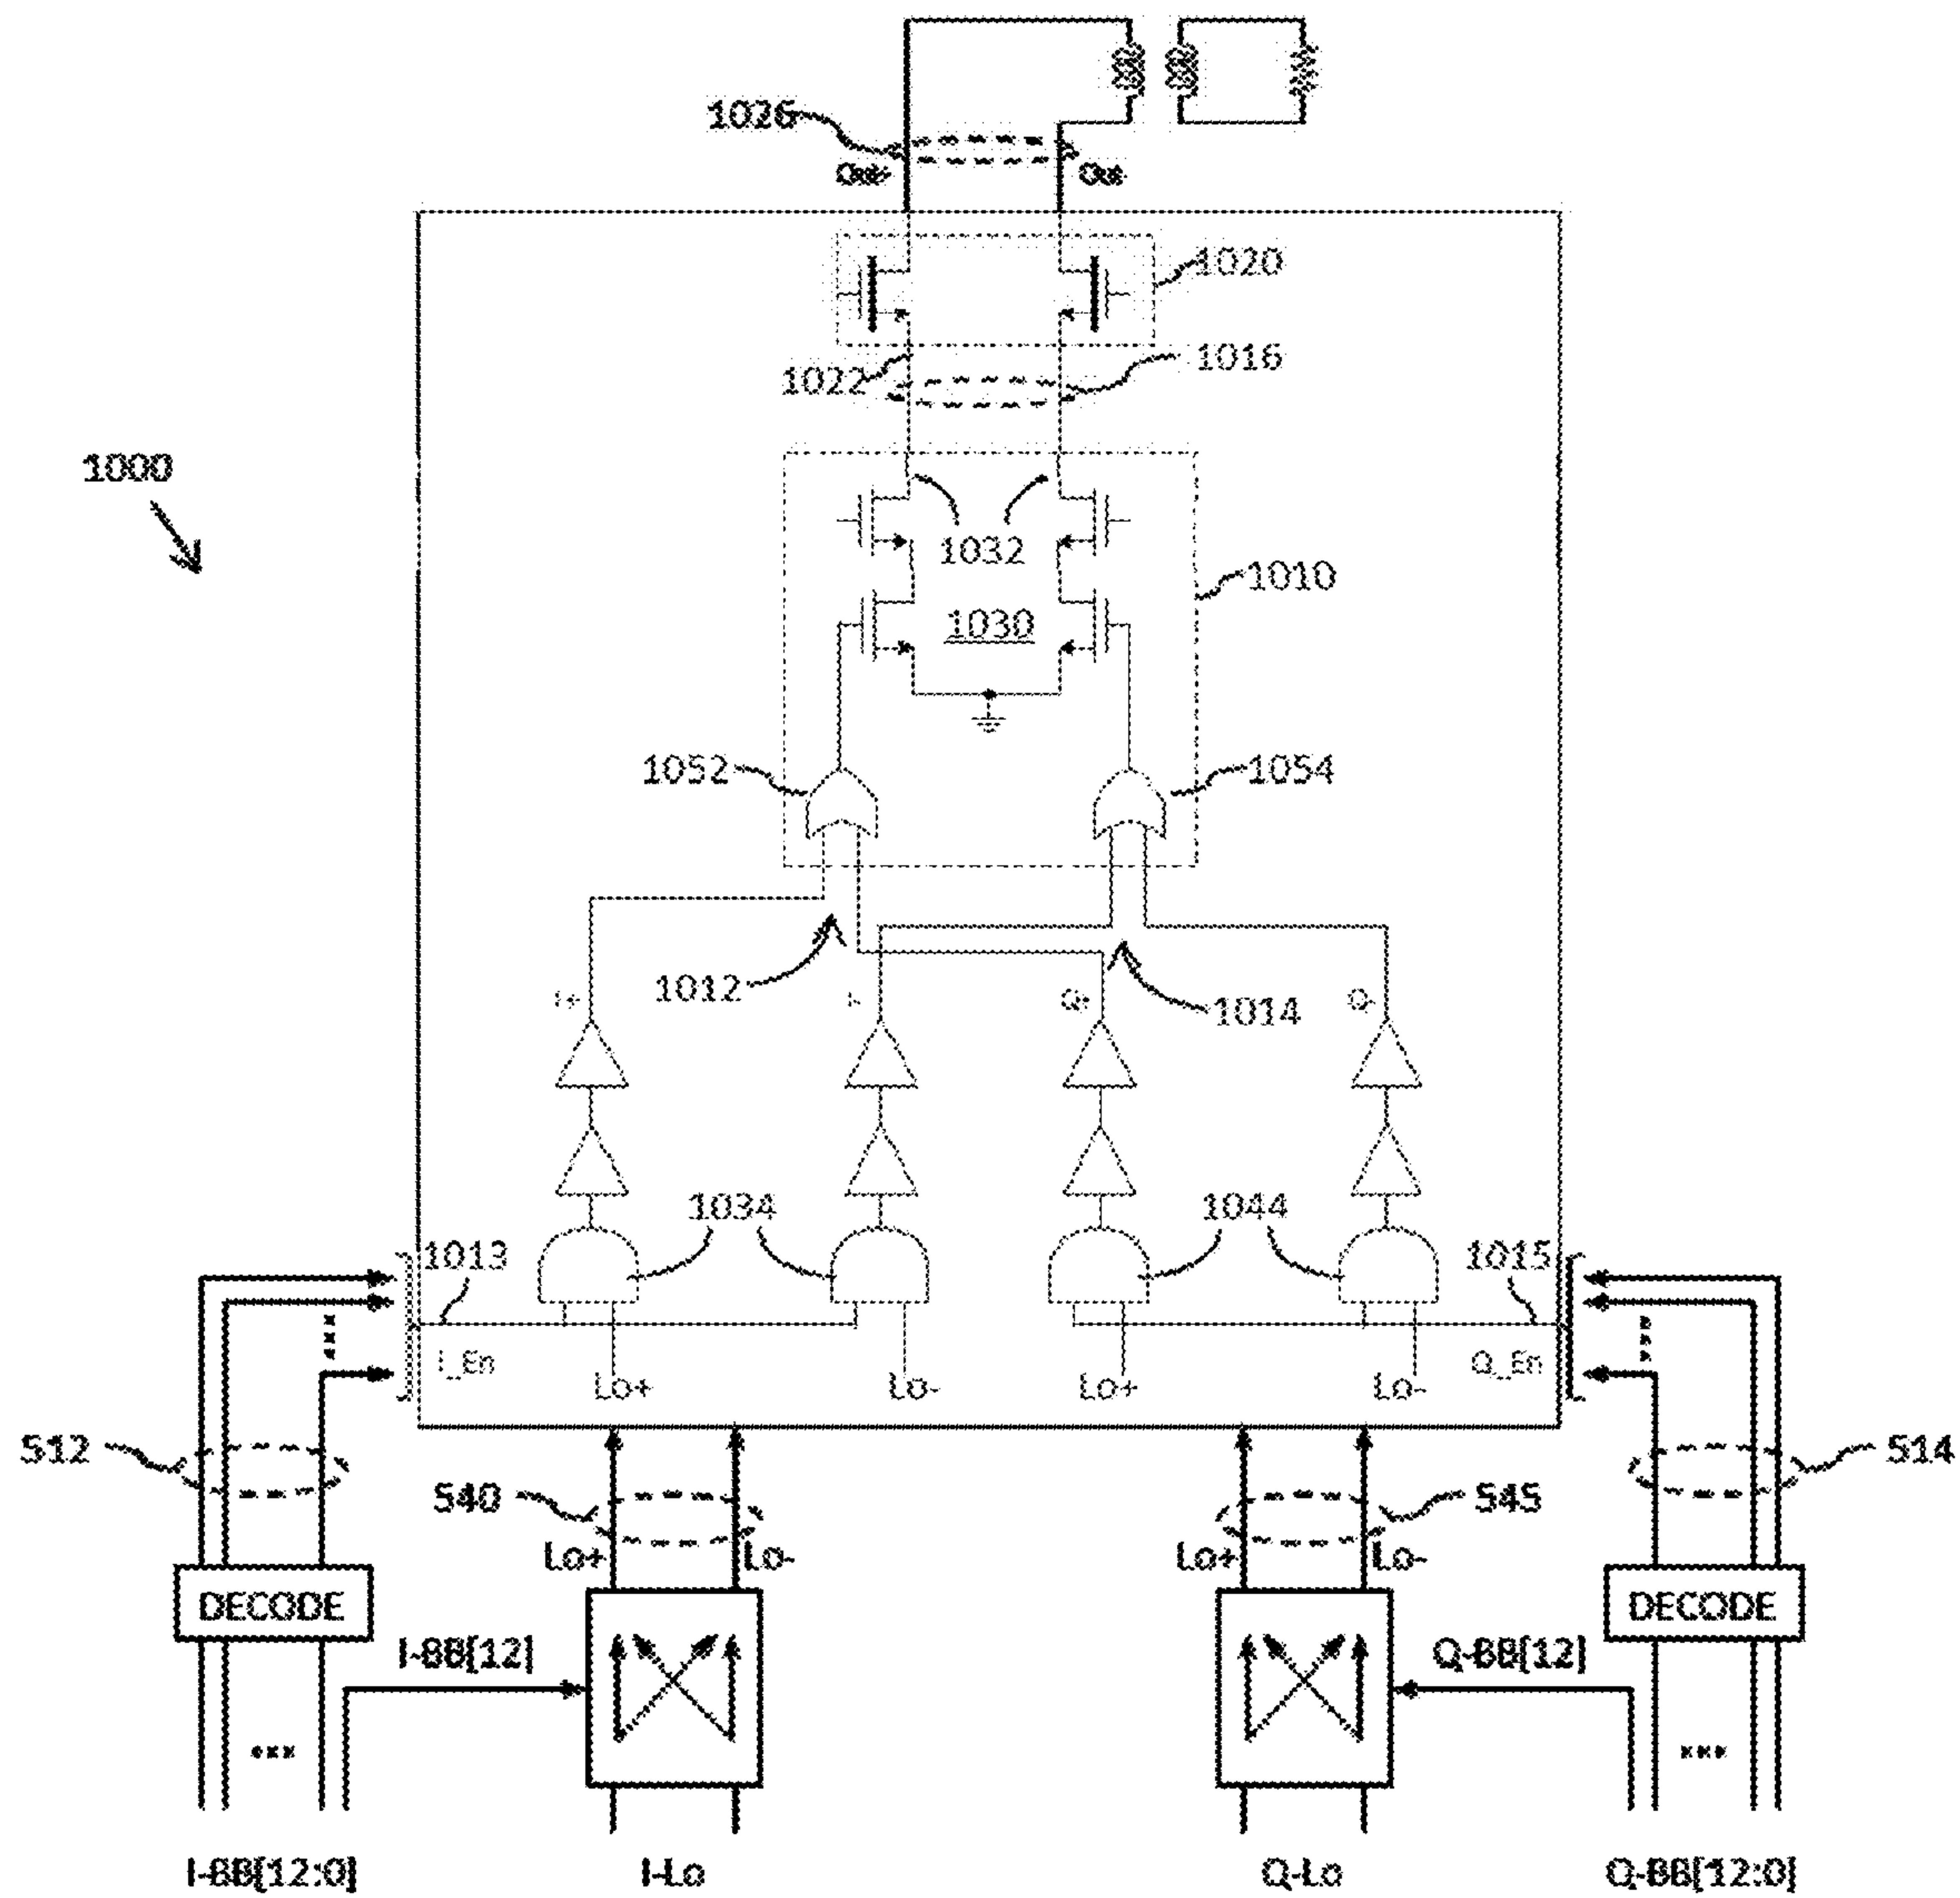 1026
Out+
Out-
1020
1022
1016
1000
1032
1010
1030
1052
1054
1012
1014
I+
I-
Q+
Q-
1034
1044
1013
1015
I_En
Q_En
Lo+
Lo-
Lo+
Lo-
512
514
540
545
Lo+
Lo-
Lo+
Lo-
DECODE
DECODE
I-BB[12]
Q-BB[12]
I-BB[12:0]
I-Lo
Q-Lo
Q-BB[12:0]